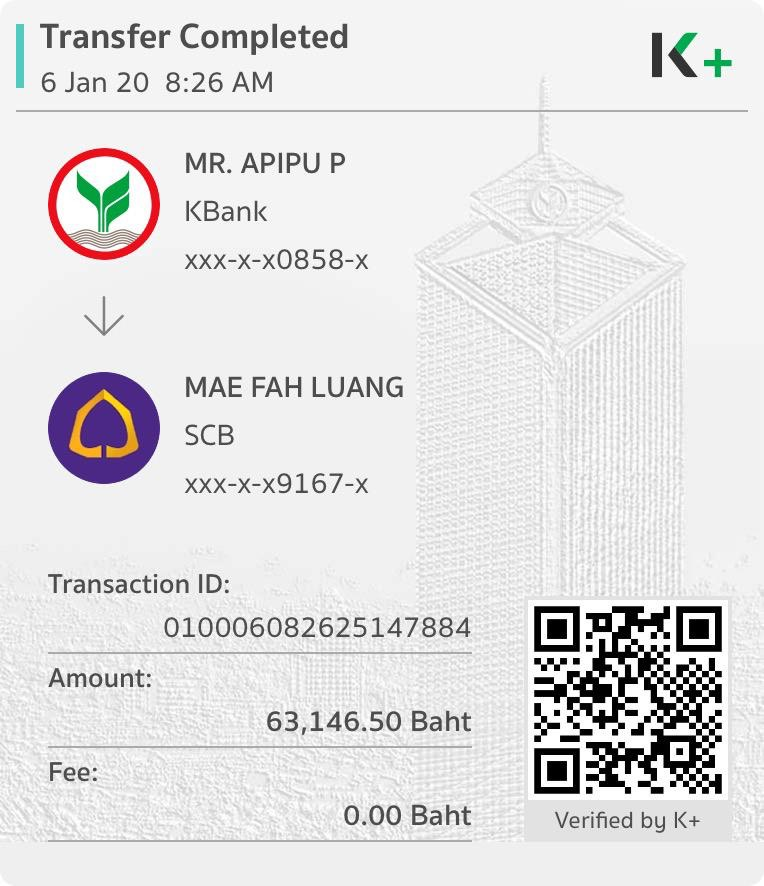 Transfer Completed
6 Jan 20 8:26 AM
K+
MR. APIPU P
KBank
xxx-x-x0858-x
MAE FAH LUANG
SCB
xxx-x-x9167-x
Transaction ID:
010006082625147884
Amount:
63,146.50 Baht
Fee:
0.00 Baht
Verified by K+